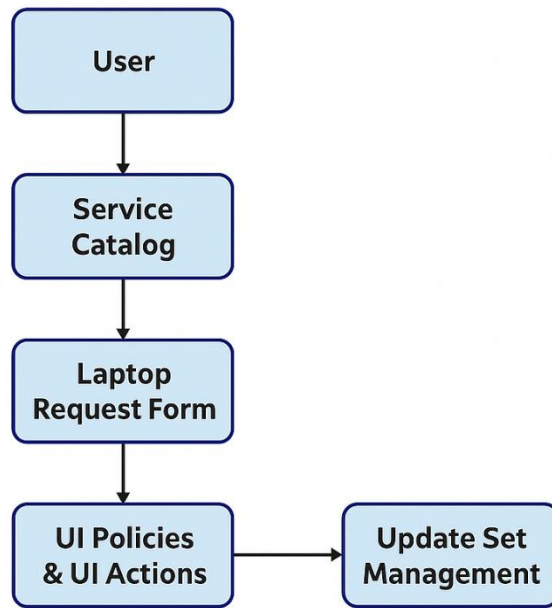 User
Service
Catalog
Laptop
Request Form
UI Policies
& UI Actions
Update Set
Management